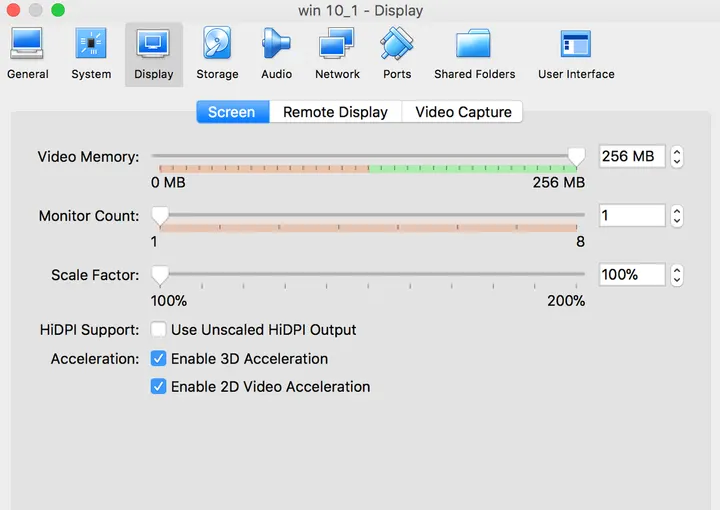 win 10_1 - Display
General System Display Storage Audio Network Ports Shared Folders User Interface
Screen Remote Display Video Capture
Video Memory: 256 MB
0 MB 256 MB
Monitor Count: 1
1 8
Scale Factor: 100%
100% 200%
HiDPI Support: Use Unscaled HiDPI Output
Acceleration: Enable 3D Acceleration
Enable 2D Video Acceleration